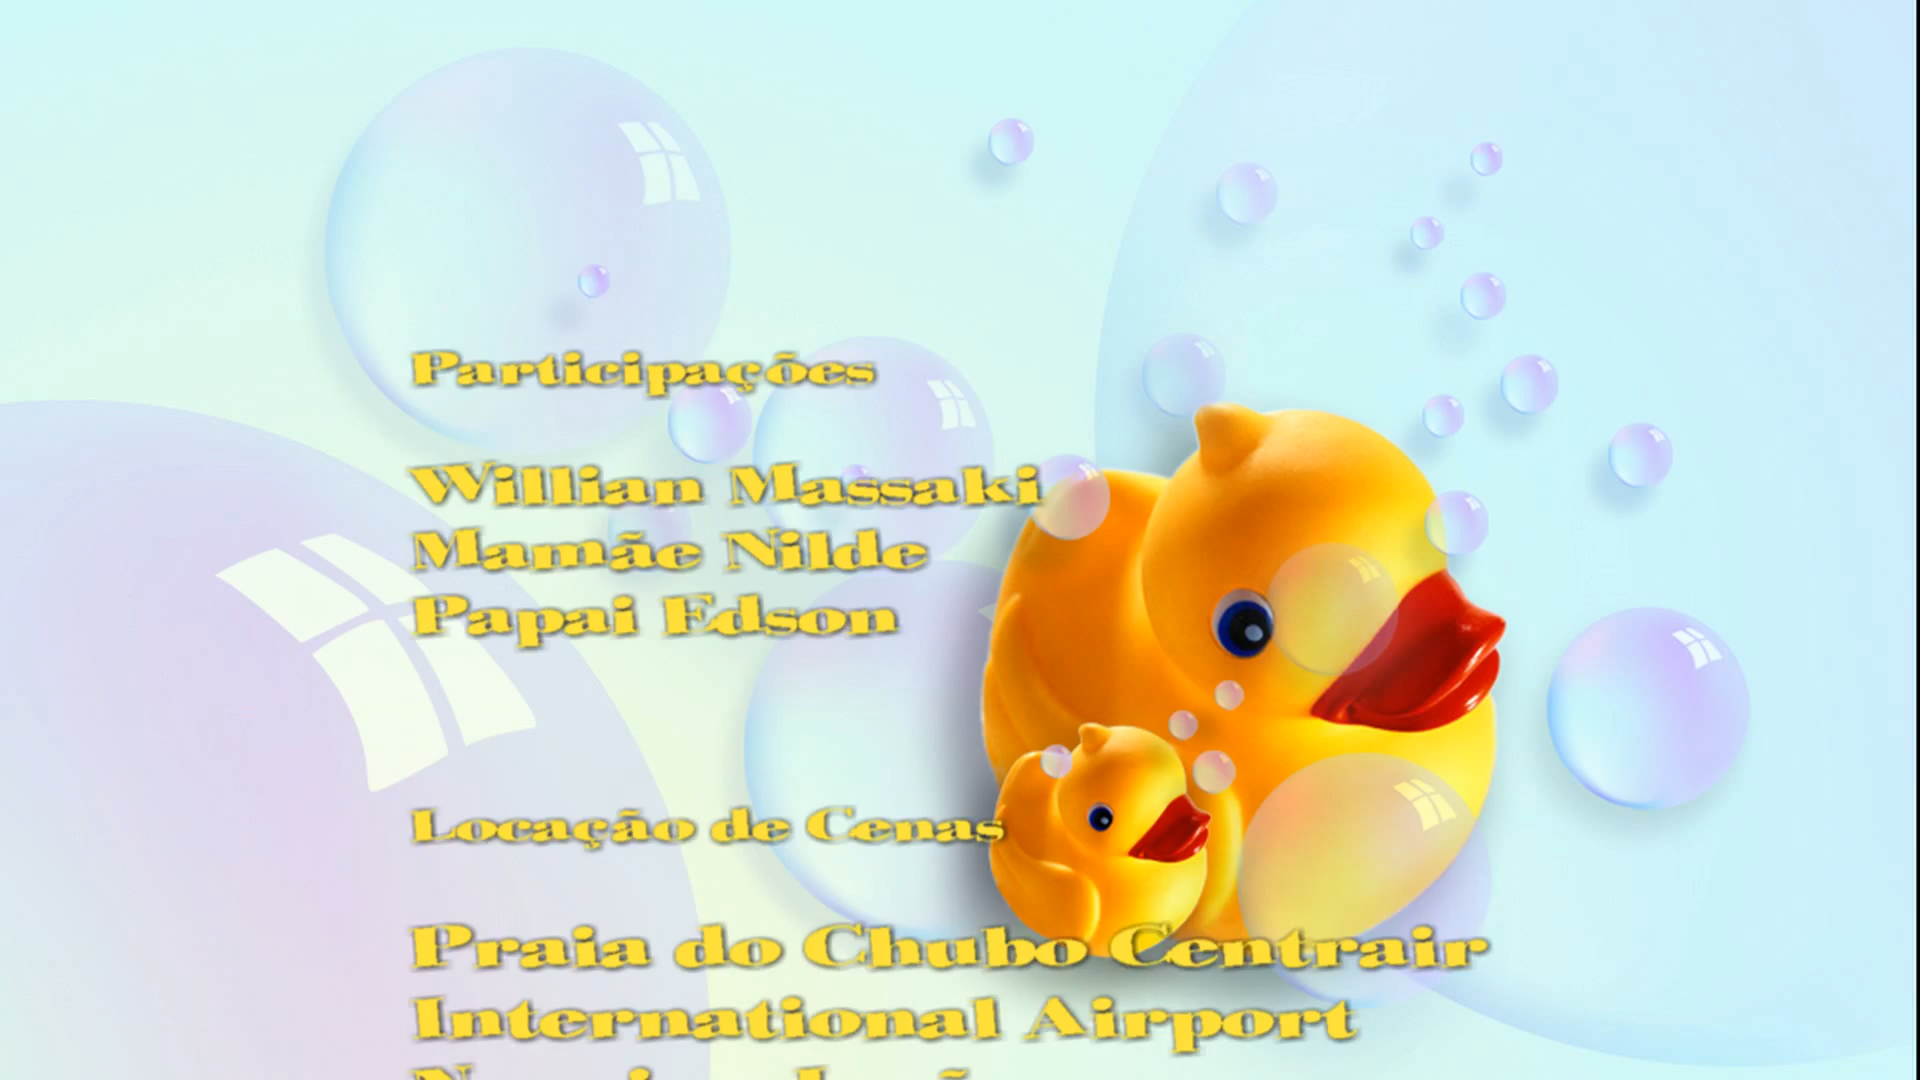 Participações
Willian Massaki
Mamãe Nilde
Papai Edson
Locação de Cenas
Praia do Chubo Centrair
International Airport